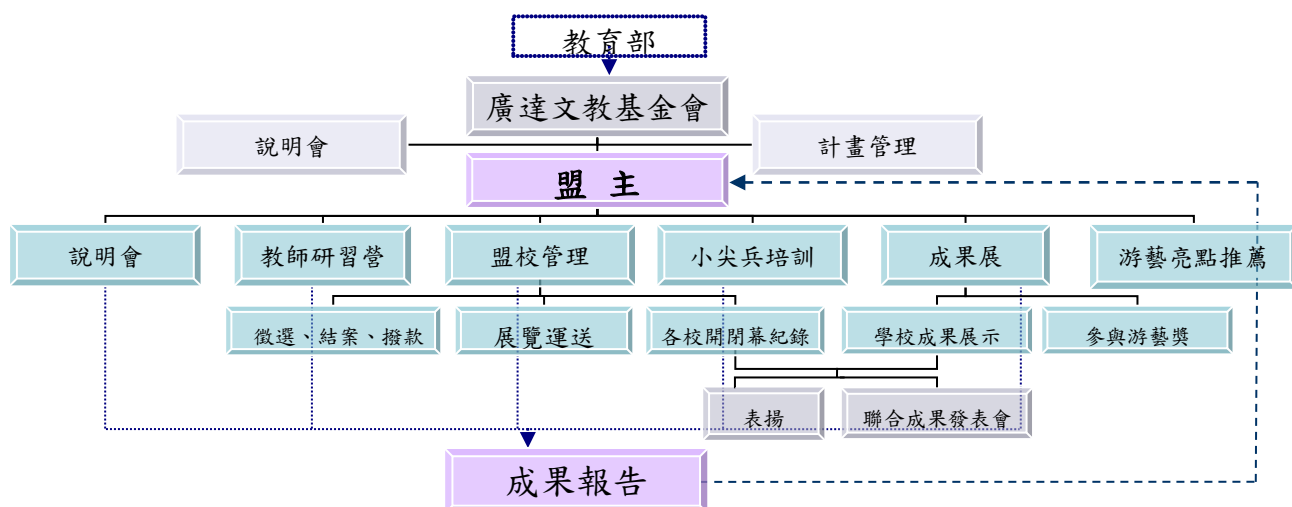 教育部
廣達文教基金會
說明會
計畫管理
盟 主
說明會
教師研習營
盟校管理
小尖兵培訓
成果展
游藝亮點推薦
徵選、結案、撥款
展覽運送
各校開閉幕紀錄
學校成果展示
參與游藝獎
表揚
聯合成果發表會
成果報告